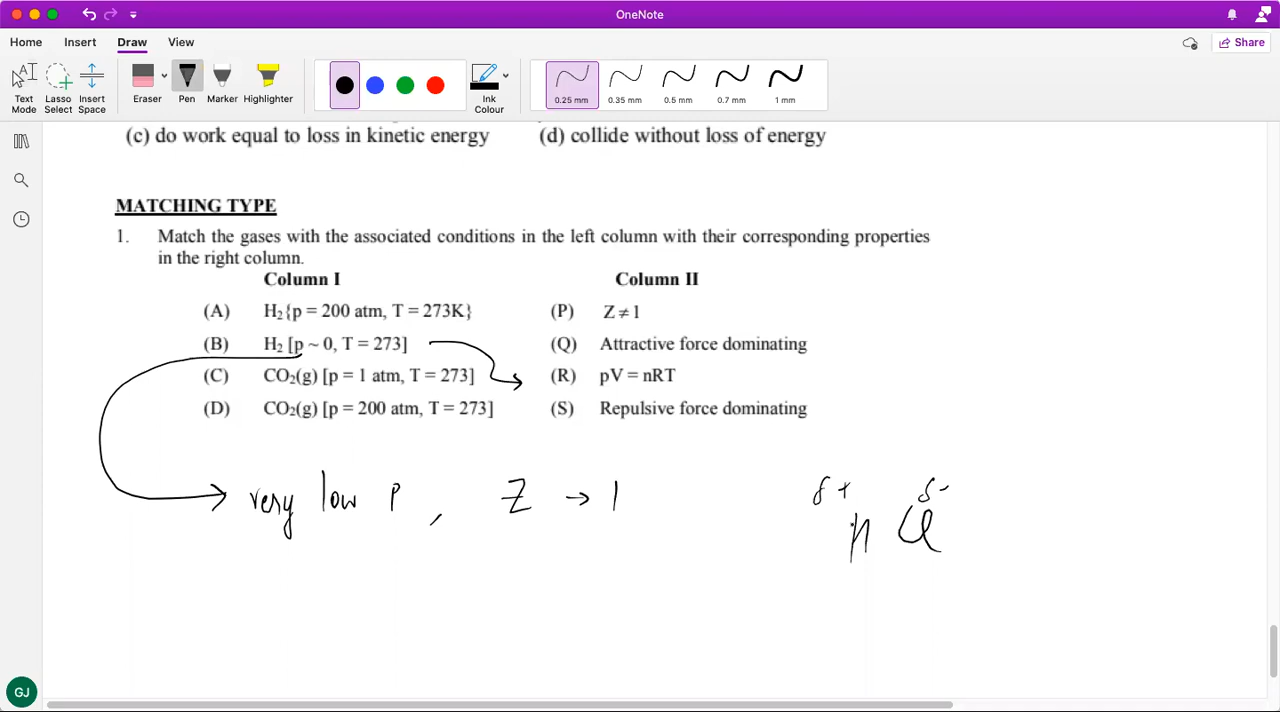 OneNote
Home Insert Draw View
Share
Text Mode
Lasso Select
Insert Space
Eraser
Pen
Marker
Highlighter
Ink Colour
0.25 mm 0.35 mm 0.5 mm 0.7 mm 1 mm
(c) do work equal to loss in kinetic energy (d) collide without loss of energy
MATCHING TYPE
1. Match the gases with the associated conditions in the left column with their corresponding properties
in the right column.
Column I Column II
(A) H₂{p = 200 atm, T = 273K} (P) Z ≠ 1
(B) H₂ [p ~ 0, T = 273] (Q) Attractive force dominating
(C) CO₂(g) [p = 1 atm, T = 273] (R) pV = nRT
(D) CO₂(g) [p = 200 atm, T = 273] (S) Repulsive force dominating
very low P, Z → 1
δ+ δ-
H Cl
GJ